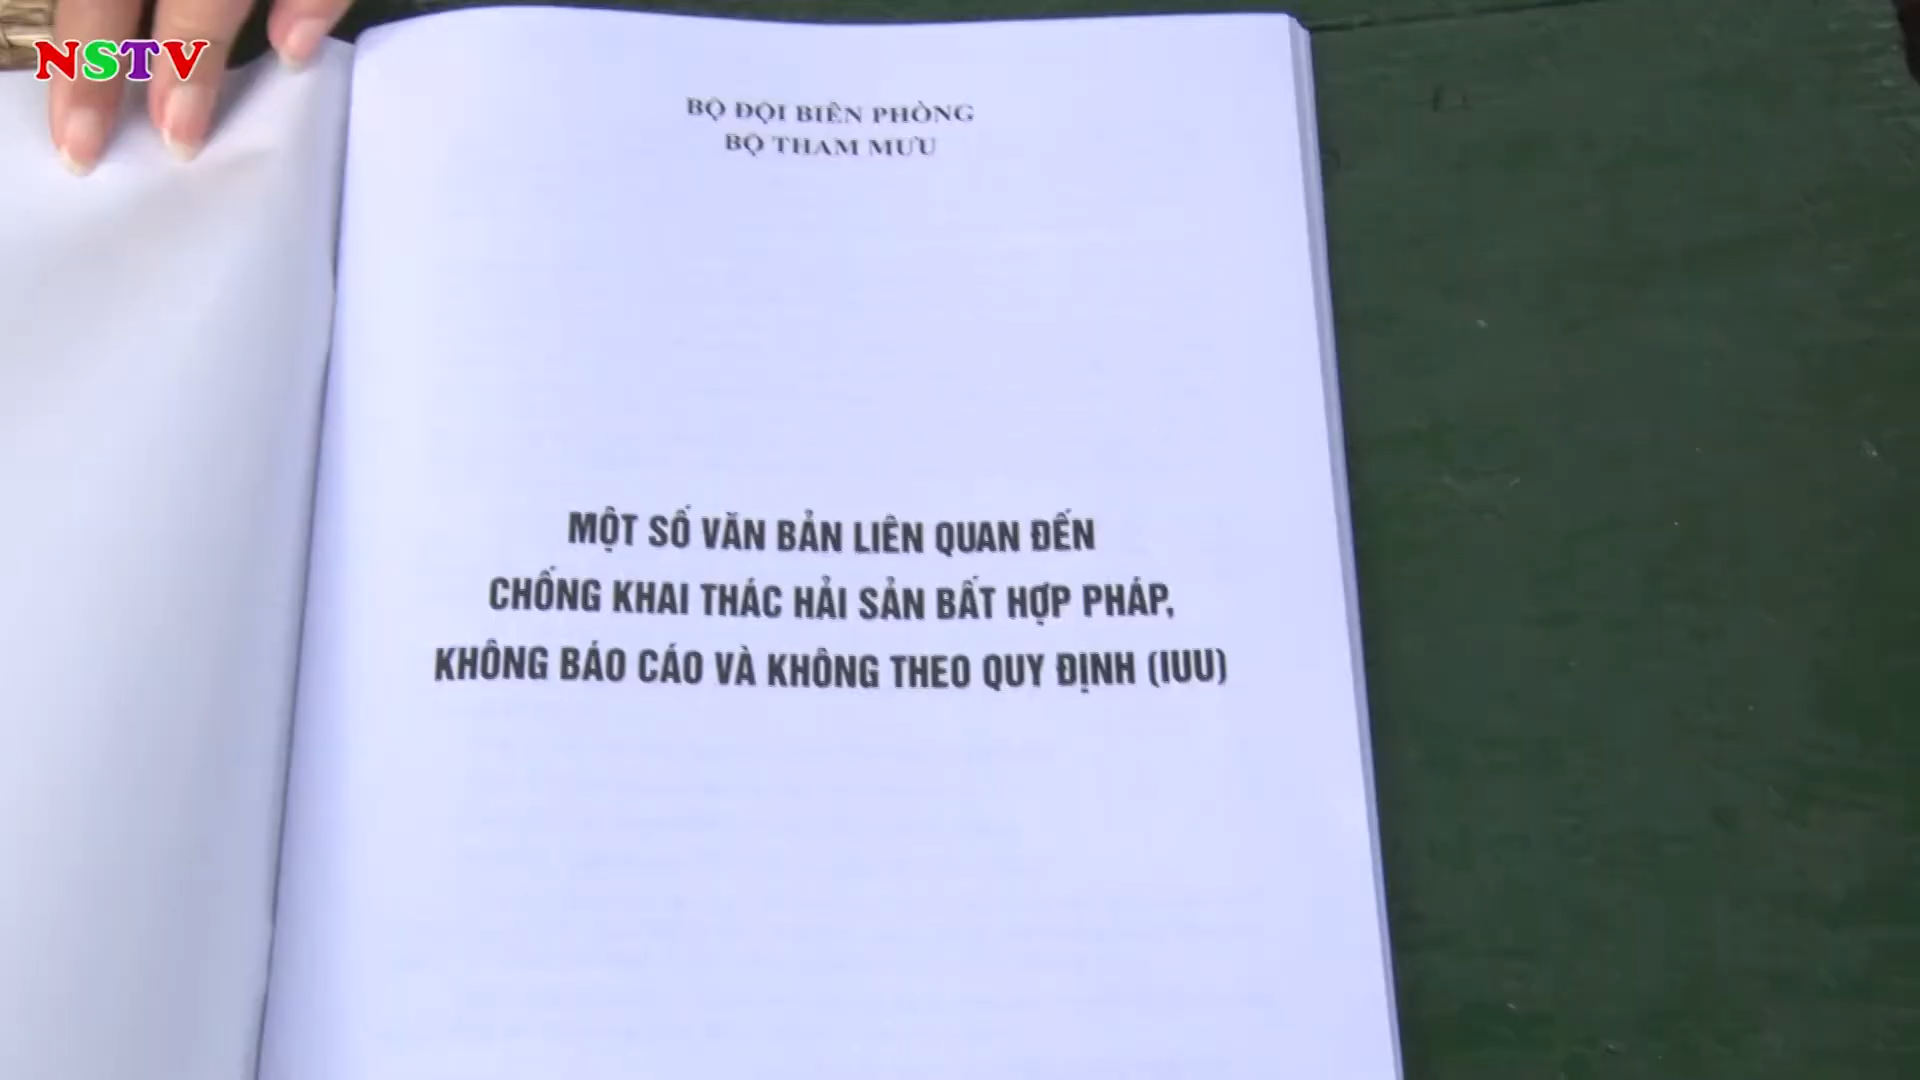 NSTV
BỘ ĐỘI BIÊN PHÒNG
BỘ THAM MƯU
MỘT SỐ VĂN BẢN LIÊN QUAN ĐẾN
CHỐNG KHAI THÁC HẢI SẢN BẤT HỢP PHÁP,
KHÔNG BÁO CÁO VÀ KHÔNG THEO QUY ĐỊNH (IUU)